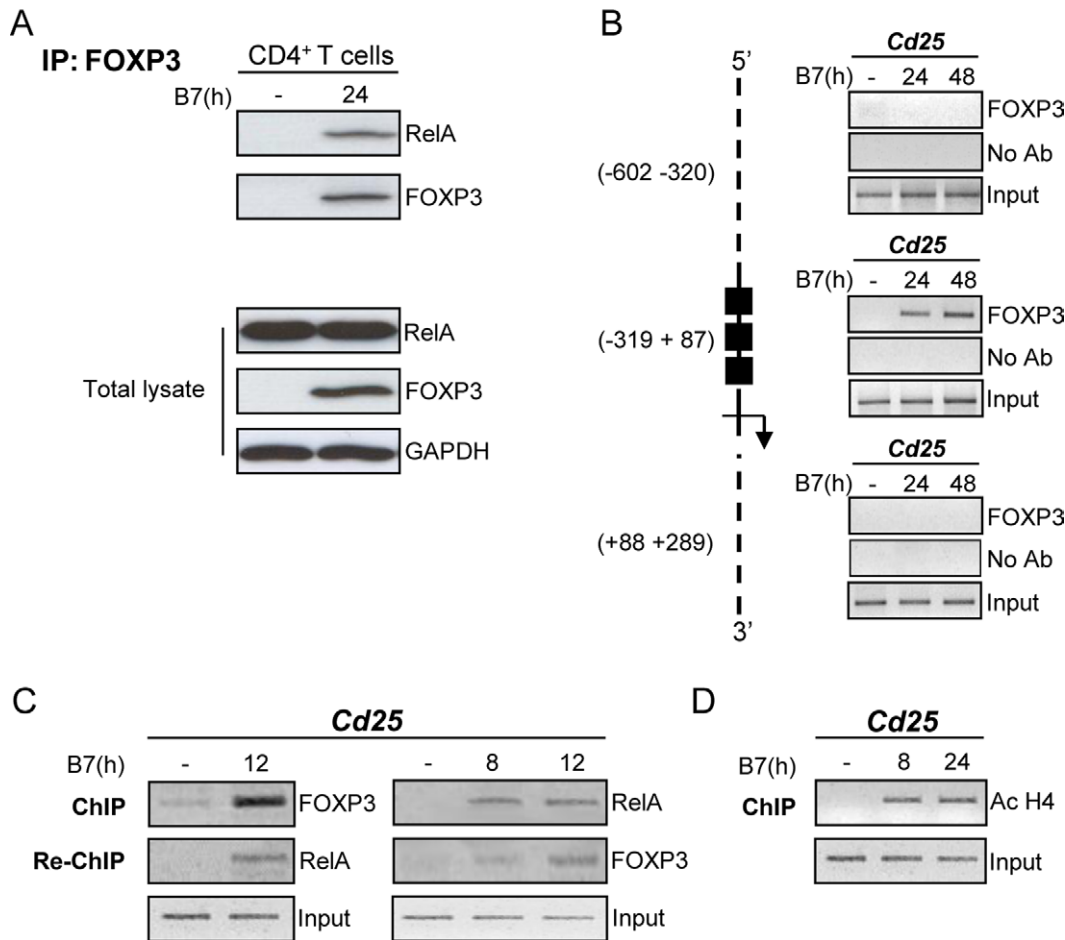 A
IP: FOXP3
CD4+ T cells
B7(h) - 24
RelA
FOXP3
Total lysate
RelA
FOXP3
GAPDH
B
5’
(-602 -320)
(-319 + 87)
(+88 +289)
3’
Cd25
B7(h) - 24 48
FOXP3
No Ab
Input
Cd25
B7(h) - 24 48
FOXP3
No Ab
Input
Cd25
B7(h) - 24 48
FOXP3
No Ab
Input
C
Cd25
B7(h) - 12 - 8 12
ChIP FOXP3 RelA
Re-ChIP RelA FOXP3
Input Input
D
Cd25
B7(h) - 8 24
ChIP Ac H4
Input